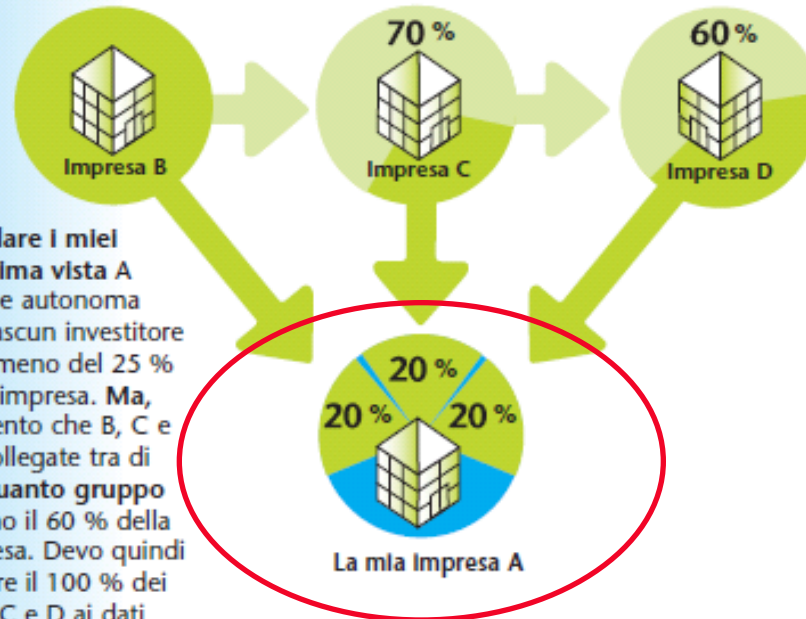 70 %
60 %
Impresa B
Impresa C
Impresa D
lare i miei
ima vista A
e autonoma
ascun investitore
meno del 25 %
impresa. Ma,
ento che B, C e
ollegate tra di
uanto gruppo
o il 60 % della
esa. Devo quindi
re il 100 % dei
C e D ai dati
20 %
20 %
20 %
La mia impresa A